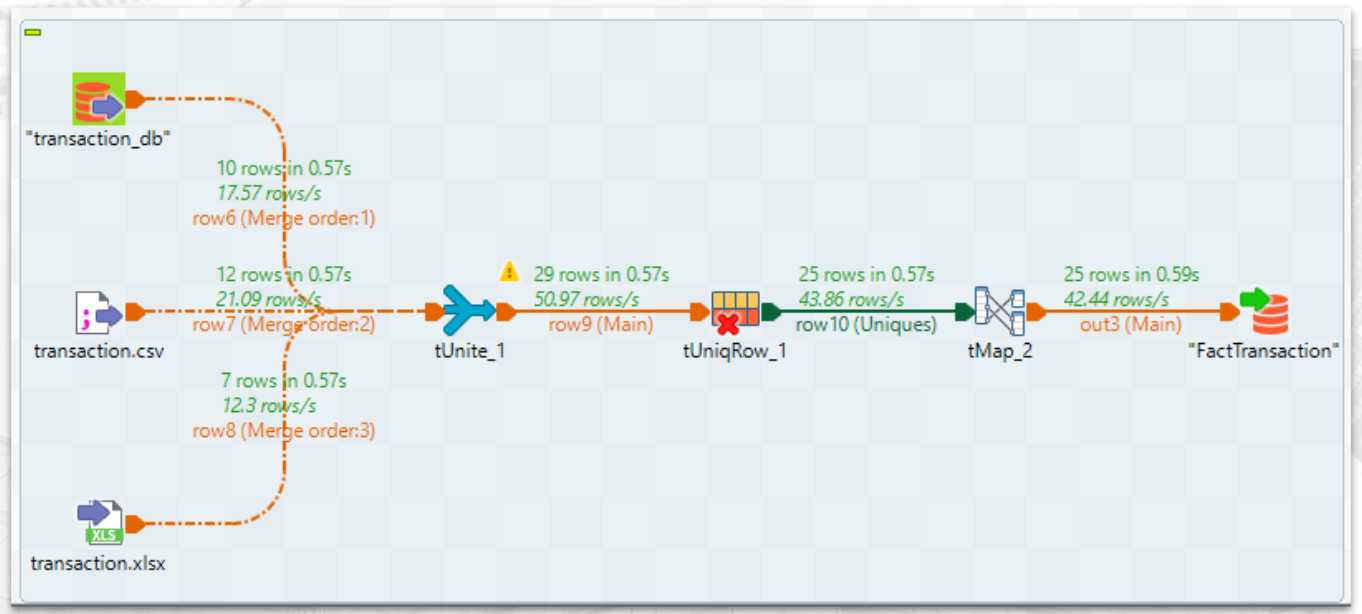 "transaction_db"
10 rows in 0.57s
17.57 rows/s
row6 (Merge order:1)
12 rows in 0.57s
21.09 rows/s
row7 (Merge order:2)
transaction.csv
tUnite_1
29 rows in 0.57s
50.97 rows/s
row9 (Main)
tUniqRow_1
25 rows in 0.57s
43.86 rows/s
row10 (Uniques)
tMap_2
25 rows in 0.59s
42.44 rows/s
out3 (Main)
"FactTransaction"
7 rows in 0.57s
12.3 rows/s
row8 (Merge order:3)
XLS
transaction.xlsx